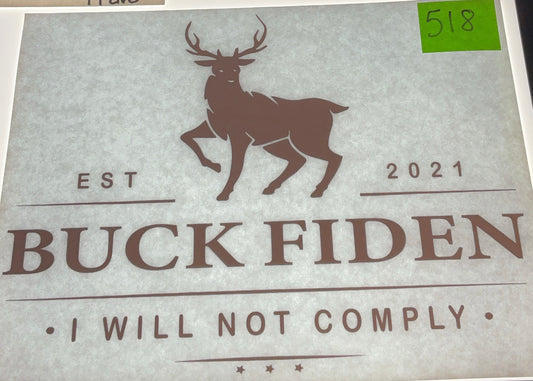 518
EST 2021
BUCK FIDEN
• I WILL NOT COMPLY •